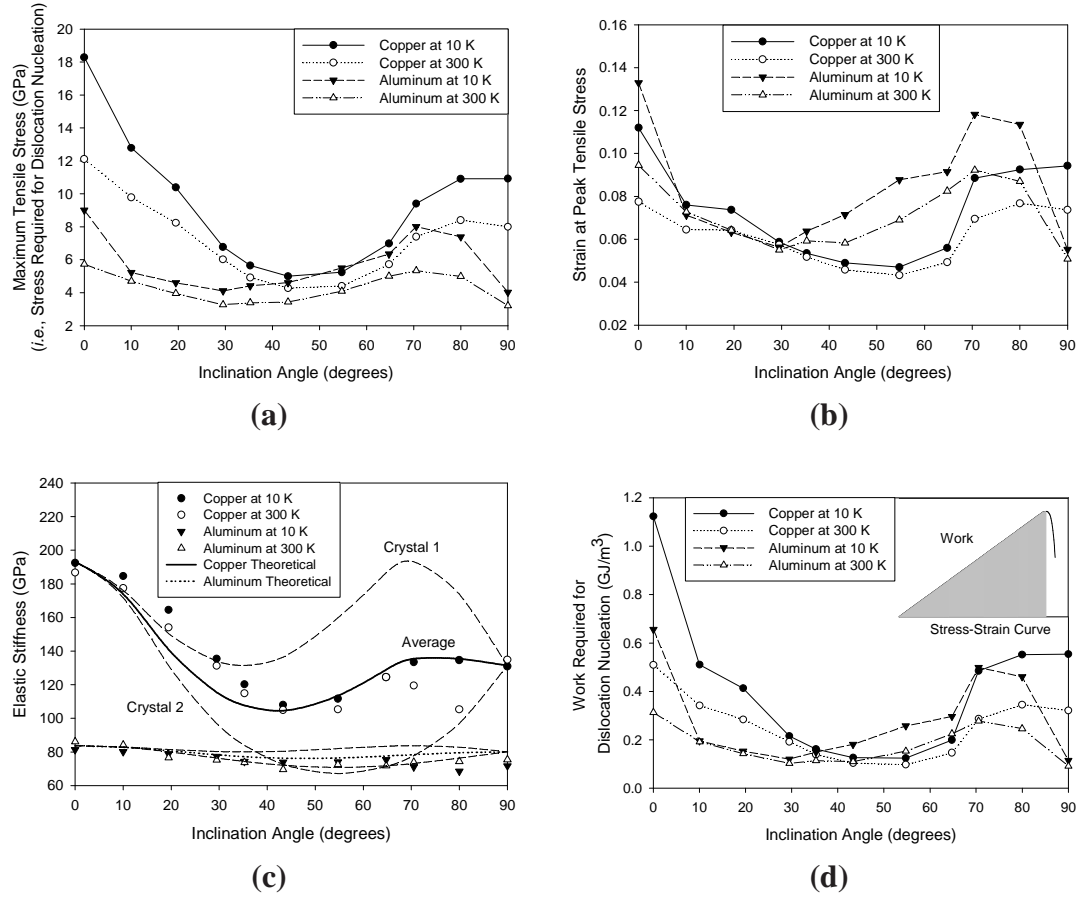 Maximum Tensile Stress (GPa)
(i.e., Stress Required for Dislocation Nucleation)
20
18
16
14
12
10
8
6
4
2
Copper at 10 K
Copper at 300 K
Aluminum at 10 K
Aluminum at 300 K
0 10 20 30 40 50 60 70 80 90
Inclination Angle (degrees)
(a)
Strain at Peak Tensile Stress
0.16
0.14
0.12
0.10
0.08
0.06
0.04
0.02
Copper at 10 K
Copper at 300 K
Aluminum at 10 K
Aluminum at 300 K
0 10 20 30 40 50 60 70 80 90
Inclination Angle (degrees)
(b)
Elastic Stiffness (GPa)
240
220
200
180
160
140
120
100
80
60
Copper at 10 K
Copper at 300 K
Aluminum at 10 K
Aluminum at 300 K
Copper Theoretical
Aluminum Theoretical
Crystal 1
Average
Crystal 2
0 10 20 30 40 50 60 70 80 90
Inclination Angle (degrees)
(c)
Work Required for
Dislocation Nucleation (GJ/m³)
1.2
1.0
0.8
0.6
0.4
0.2
0.0
Copper at 10 K
Copper at 300 K
Aluminum at 10 K
Aluminum at 300 K
Work
Stress-Strain Curve
0 10 20 30 40 50 60 70 80 90
Inclination Angle (degrees)
(d)